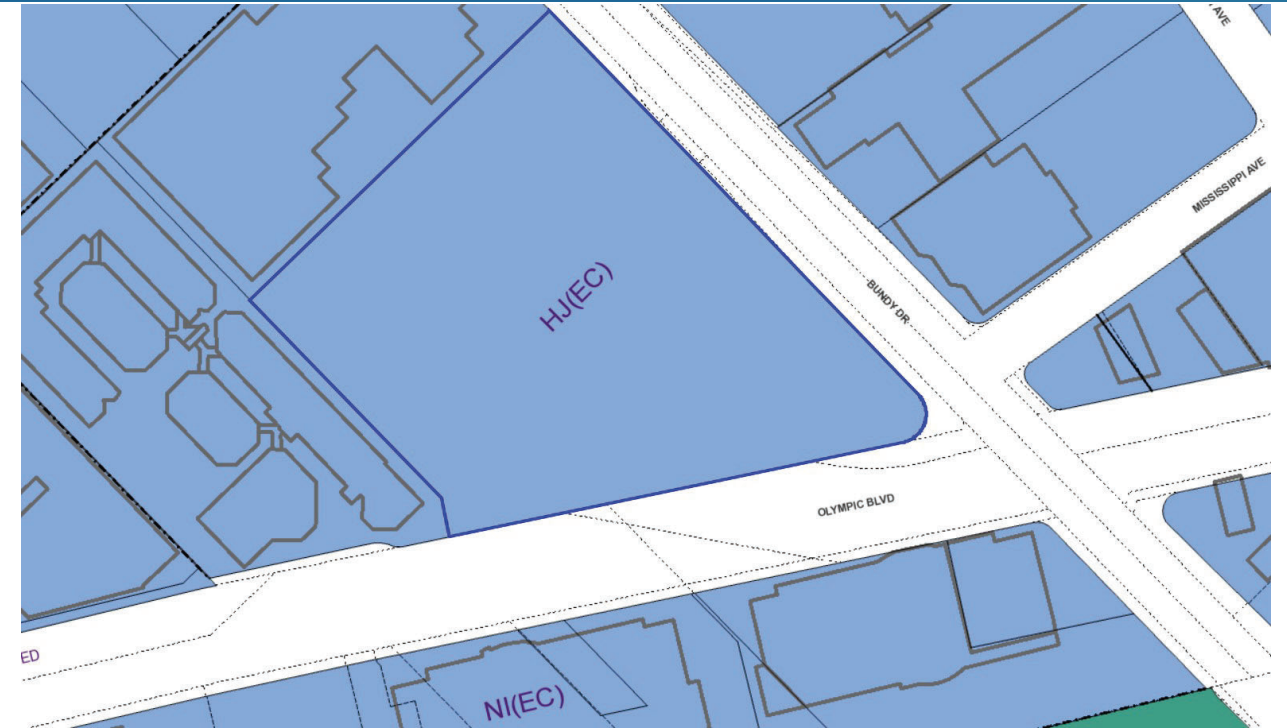 AVE
MISSISSIPPI AVE
HJ(EC)
BUNDY DR
OLYMPIC BLVD
ED
NI(EC)